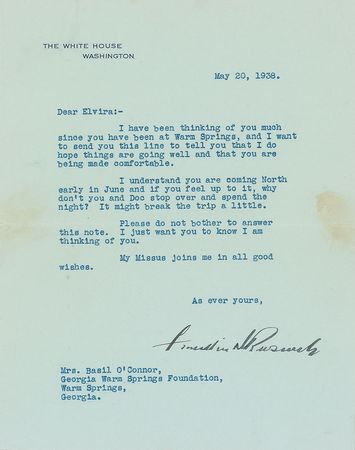 THE WHITE HOUSE
WASHINGTON
May 20, 1938.
Dear Elvira:-
I have been thinking of you much
since you have been at Warm Springs, and I want
to send you this line to tell you that I do
hope things are going well and that you are
being made comfortable.
I understand you are coming North
early in June and if you feel up to it, why
don't you and Doo stop over and spend the
night? It might break the trip a little.
Please do not bother to answer
this note. I just want you to know I am
thinking of you.
My Missus joins me in all good
wishes.
As ever yours,
Franklin D Roosevelt
Mrs. Basil O'Connor,
Georgia Warm Springs Foundation,
Warm Springs,
Georgia.